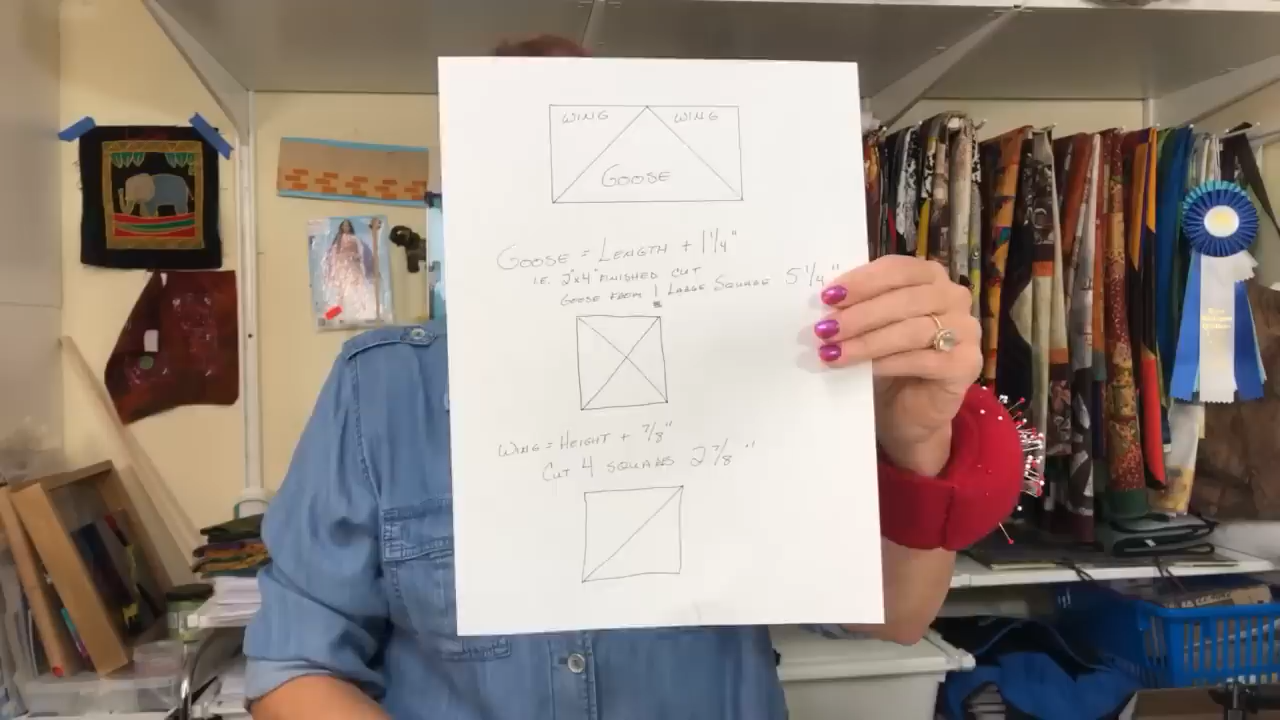 WING WING
GOOSE
GOOSE = LENGTH + 1 1/4"
I.E. 2"x4" FINISHED CUT
GOOSE FROM 1 LARGE SQUARE 5 1/4"
WING = HEIGHT + 7/8"
CUT 4 SQUARES 2 7/8"